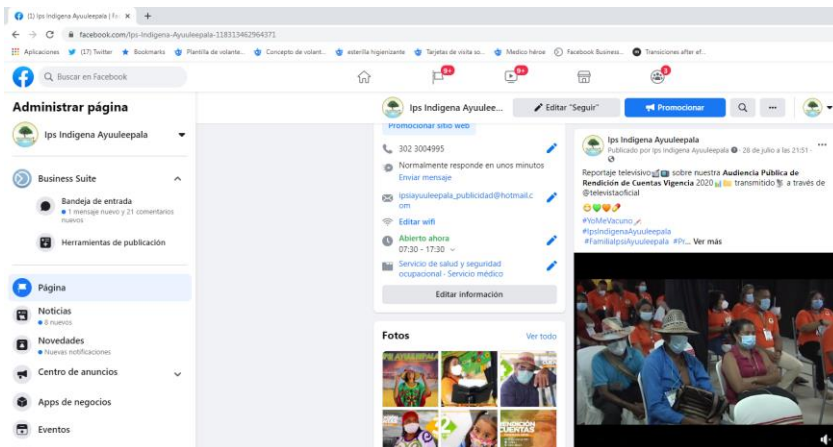 (1) Ips Indigena Ayuuleepala | Fac
facebook.com/Ips-Indigena-Ayuuleepala-118313462964371
Aplicaciones
(17) Twitter
Bookmarks
Plantilla de volante...
Concepto de volant...
esterilla higienizante
Tarjetas de visita so...
Medico héroe
Facebook Business...
Transiciones after ef...
Buscar en Facebook
9+
9+
3
Administrar página
Ips Indigena Ayuuleepala
Business Suite
Bandeja de entrada
1 mensaje nuevo y 21 comentarios
nuevos
Herramientas de publicación
Página
Noticias
6 nuevos
Novedades
Nuevas notificaciones
Centro de anuncios
Apps de negocios
Eventos
Ips Indigena Ayuulee...
Editar "Seguir"
Promocionar
Promocionar sitio web
302 3004995
Normalmente responde en unos minutos
Enviar mensaje
ipsiayuuleepala_publicidad@hotmail.c
om
Editar wifi
Abierto ahora
07:30 - 17:30
Servicio de salud y seguridad
ocupacional · Servicio médico
Editar información
Fotos
Ver todo
RENDICIÓN
CUENTAS
Ips Indigena Ayuuleepala
Publicado por Ips Indigena Ayuuleepala · 28 de julio a las 21:51 ·
Reportaje televisivo sobre nuestra Audiencia Pública de
Rendición de Cuentas Vigencia 2020 transmitido a través de
@televistaoficial
#YoMeVacuno
#IpsIndigenaAyuuleepala
#FamiliaIpsiAyuuleepala #Pr... Ver más